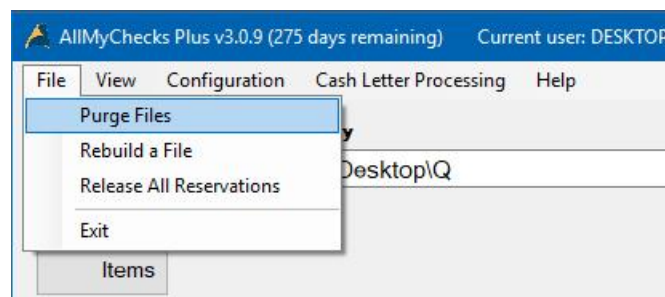 AllMyChecks Plus v3.0.9 (275 days remaining) Current user: DESKTOP
File View Configuration Cash Letter Processing Help
Purge Files
y
Rebuild a File
Desktop\Q
Release All Reservations
Exit
Items